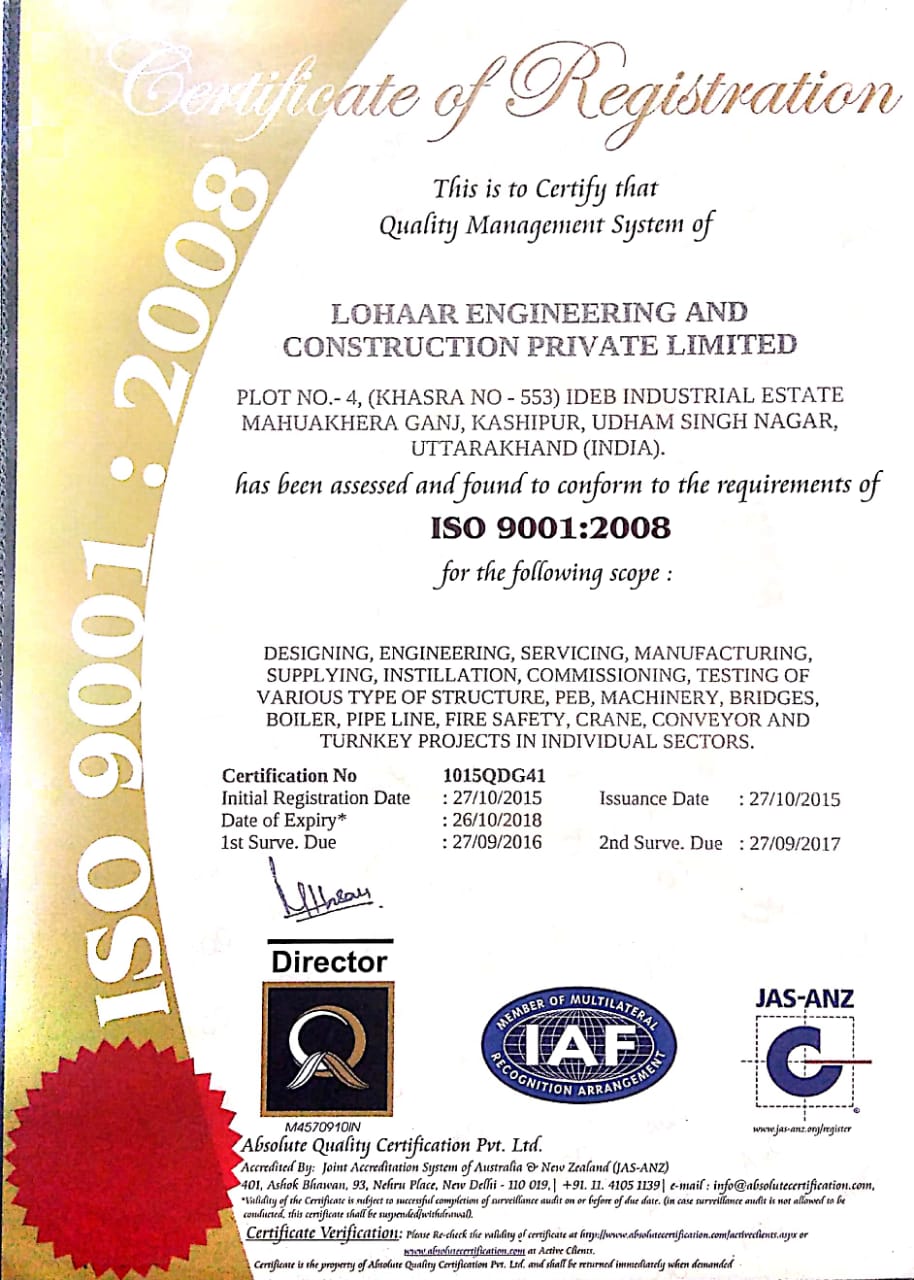 Certificate of Registration
This is to Certify that
Quality Management System of
ISO 9001:2008
LOHAAR ENGINEERING AND
CONSTRUCTION PRIVATE LIMITED
PLOT NO.- 4, (KHASRA NO - 553) IDEB INDUSTRIAL ESTATE
MAHUAKHERA GANJ, KASHIPUR, UDHAM SINGH NAGAR,
UTTARAKHAND (INDIA).
has been assessed and found to conform to the requirements of
ISO 9001:2008
for the following scope :
DESIGNING, ENGINEERING, SERVICING, MANUFACTURING,
SUPPLYING, INSTILLATION, COMMISSIONING, TESTING OF
VARIOUS TYPE OF STRUCTURE, PEB, MACHINERY, BRIDGES,
BOILER, PIPE LINE, FIRE SAFETY, CRANE, CONVEYOR AND
TURNKEY PROJECTS IN INDIVIDUAL SECTORS.
Certification No 1015QDG41
Initial Registration Date : 27/10/2015 Issuance Date : 27/10/2015
Date of Expiry* : 26/10/2018
1st Surve. Due : 27/09/2016 2nd Surve. Due : 27/09/2017
Director
MEMBER OF MULTILATERAL
IAF
RECOGNITION ARRANGEMENT
JAS-ANZ
C
®
www.jas-anz.org/register
M4570910IN
Absolute Quality Certification Pvt. Ltd.
Accredited By: Joint Accreditation System of Australia & New Zealand (JAS-ANZ)
401, Ashok Bhawan, 93, Nehru Place, New Delhi - 110 019,| +91. 11. 4105 1139| e-mail : info@absolutecertification.com,
*Validity of the Certificate is subject to successful completion of surveillance audit on or before of due date. (in case surveillance audit is not allowed to be
conducted, this certificate shall be suspended/withdrawal).
Certificate Verification: Please Re-check the validity of certificate at http://www.absolutecertification.com/activeclients.aspx or
www.absolutecertification.com at Active Clients.
Certificate is the property of Absolute Quality Certification Pvt. Ltd. and shall be returned immediately when demanded